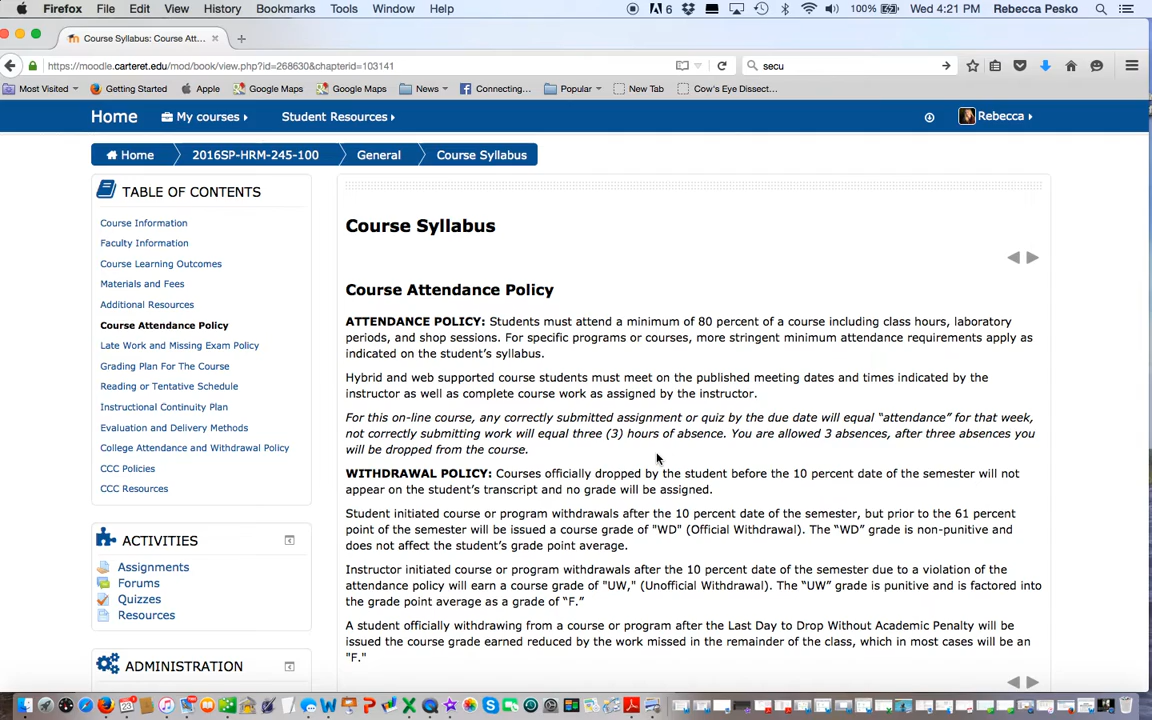 Firefox File Edit View History Bookmarks Tools Window Help 6 100% Wed 4:21 PM Rebecca Pesko
Course Syllabus: Course Att...
https://moodle.carteret.edu/mod/book/view.php?id=268630&chapterid=103141 secu
Most Visited Getting Started Apple Google Maps Google Maps News Connecting... Popular New Tab Cow's Eye Dissect...
Home My courses Student Resources Rebecca
Home 2016SP-HRM-245-100 General Course Syllabus
TABLE OF CONTENTS
Course Information
Faculty Information
Course Learning Outcomes
Materials and Fees
Additional Resources
Course Attendance Policy
Late Work and Missing Exam Policy
Grading Plan For The Course
Reading or Tentative Schedule
Instructional Continuity Plan
Evaluation and Delivery Methods
College Attendance and Withdrawal Policy
CCC Policies
CCC Resources
ACTIVITIES
Assignments
Forums
Quizzes
Resources
ADMINISTRATION
Course Syllabus
Course Attendance Policy
ATTENDANCE POLICY: Students must attend a minimum of 80 percent of a course including class hours, laboratory
periods, and shop sessions. For specific programs or courses, more stringent minimum attendance requirements apply as
indicated on the student's syllabus.
Hybrid and web supported course students must meet on the published meeting dates and times indicated by the
instructor as well as complete course work as assigned by the instructor.
For this on-line course, any correctly submitted assignment or quiz by the due date will equal “attendance” for that week,
not correctly submitting work will equal three (3) hours of absence. You are allowed 3 absences, after three absences you
will be dropped from the course.
WITHDRAWAL POLICY: Courses officially dropped by the student before the 10 percent date of the semester will not
appear on the student's transcript and no grade will be assigned.
Student initiated course or program withdrawals after the 10 percent date of the semester, but prior to the 61 percent
point of the semester will be issued a course grade of "WD" (Official Withdrawal). The “WD” grade is non-punitive and
does not affect the student's grade point average.
Instructor initiated course or program withdrawals after the 10 percent date of the semester due to a violation of the
attendance policy will earn a course grade of "UW," (Unofficial Withdrawal). The “UW” grade is punitive and is factored into
the grade point average as a grade of “F.”
A student officially withdrawing from a course or program after the Last Day to Drop Without Academic Penalty will be
issued the course grade earned reduced by the work missed in the remainder of the class, which in most cases will be an
"F."